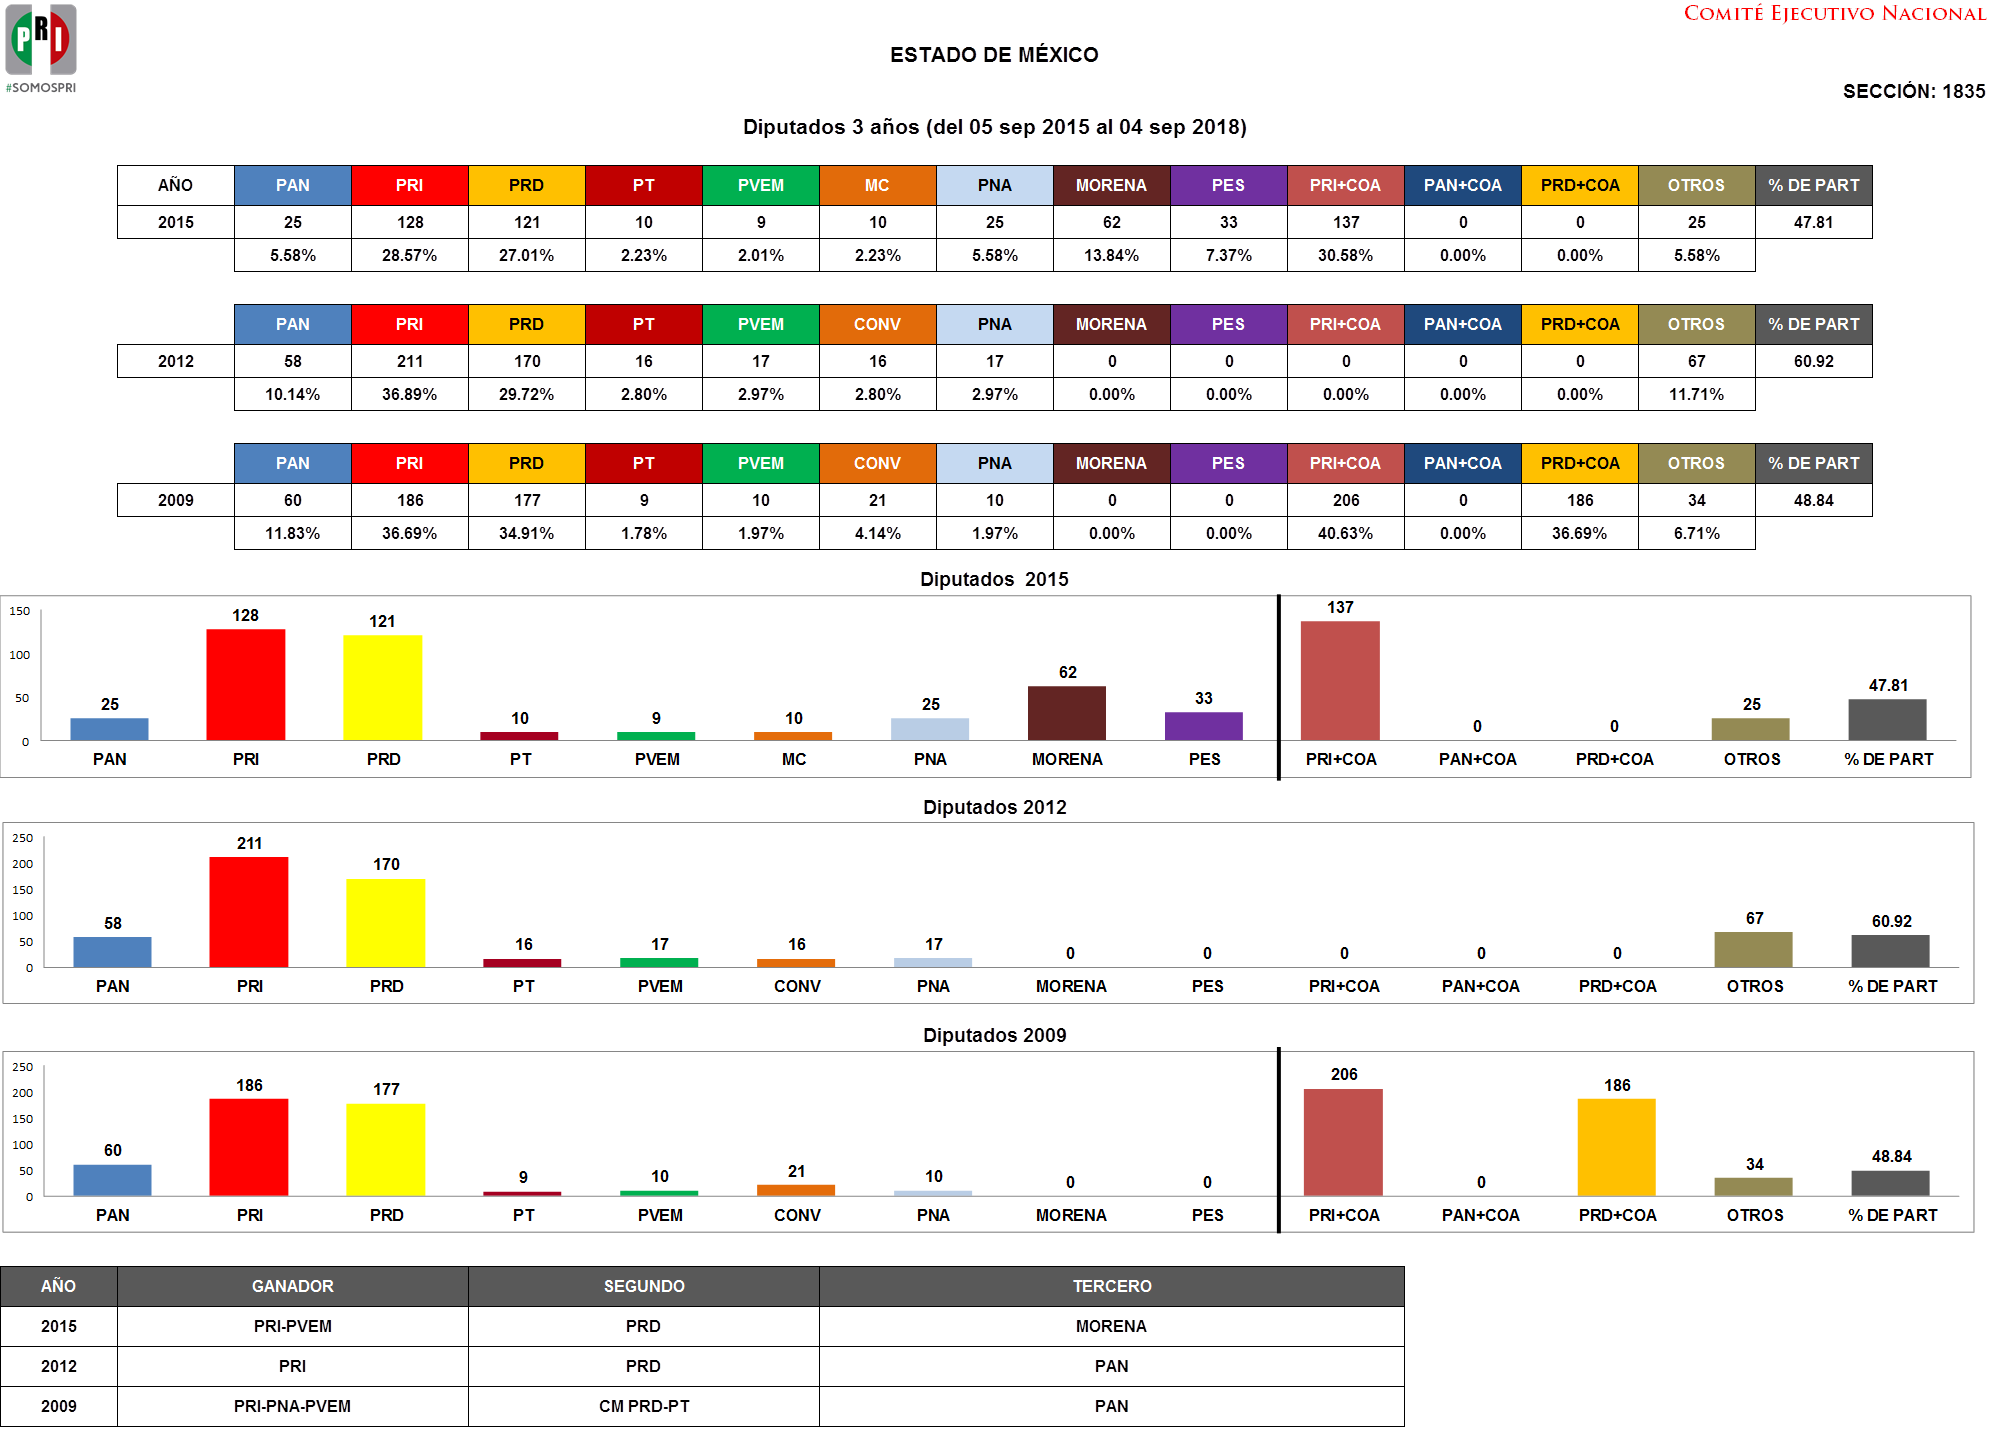 PRI
#SOMOSPRI
COMITÉ EJECUTIVO NACIONAL
ESTADO DE MÉXICO
SECCIÓN: 1835
Diputados 3 años (del 05 sep 2015 al 04 sep 2018)
AÑO PAN PRI PRD PT PVEM MC PNA MORENA PES PRI+COA PAN+COA PRD+COA OTROS % DE PART
2015 25 128 121 10 9 10 25 62 33 137 0 0 25 47.81
5.58% 28.57% 27.01% 2.23% 2.01% 2.23% 5.58% 13.84% 7.37% 30.58% 0.00% 0.00% 5.58%
PAN PRI PRD PT PVEM CONV PNA MORENA PES PRI+COA PAN+COA PRD+COA OTROS % DE PART
2012 58 211 170 16 17 16 17 0 0 0 0 0 67 60.92
10.14% 36.89% 29.72% 2.80% 2.97% 2.80% 2.97% 0.00% 0.00% 0.00% 0.00% 0.00% 11.71%
PAN PRI PRD PT PVEM CONV PNA MORENA PES PRI+COA PAN+COA PRD+COA OTROS % DE PART
2009 60 186 177 9 10 21 10 0 0 206 0 186 34 48.84
11.83% 36.69% 34.91% 1.78% 1.97% 4.14% 1.97% 0.00% 0.00% 40.63% 0.00% 36.69% 6.71%
Diputados 2015
150
100
50
0
25 128 121 10 9 10 25 62 33 137 0 0 25 47.81
PAN PRI PRD PT PVEM MC PNA MORENA PES PRI+COA PAN+COA PRD+COA OTROS % DE PART
Diputados 2012
250
200
150
100
50
0
58 211 170 16 17 16 17 0 0 0 0 0 67 60.92
PAN PRI PRD PT PVEM CONV PNA MORENA PES PRI+COA PAN+COA PRD+COA OTROS % DE PART
Diputados 2009
250
200
150
100
50
0
60 186 177 9 10 21 10 0 0 206 0 186 34 48.84
PAN PRI PRD PT PVEM CONV PNA MORENA PES PRI+COA PAN+COA PRD+COA OTROS % DE PART
AÑO GANADOR SEGUNDO TERCERO
2015 PRI-PVEM PRD MORENA
2012 PRI PRD PAN
2009 PRI-PNA-PVEM CM PRD-PT PAN